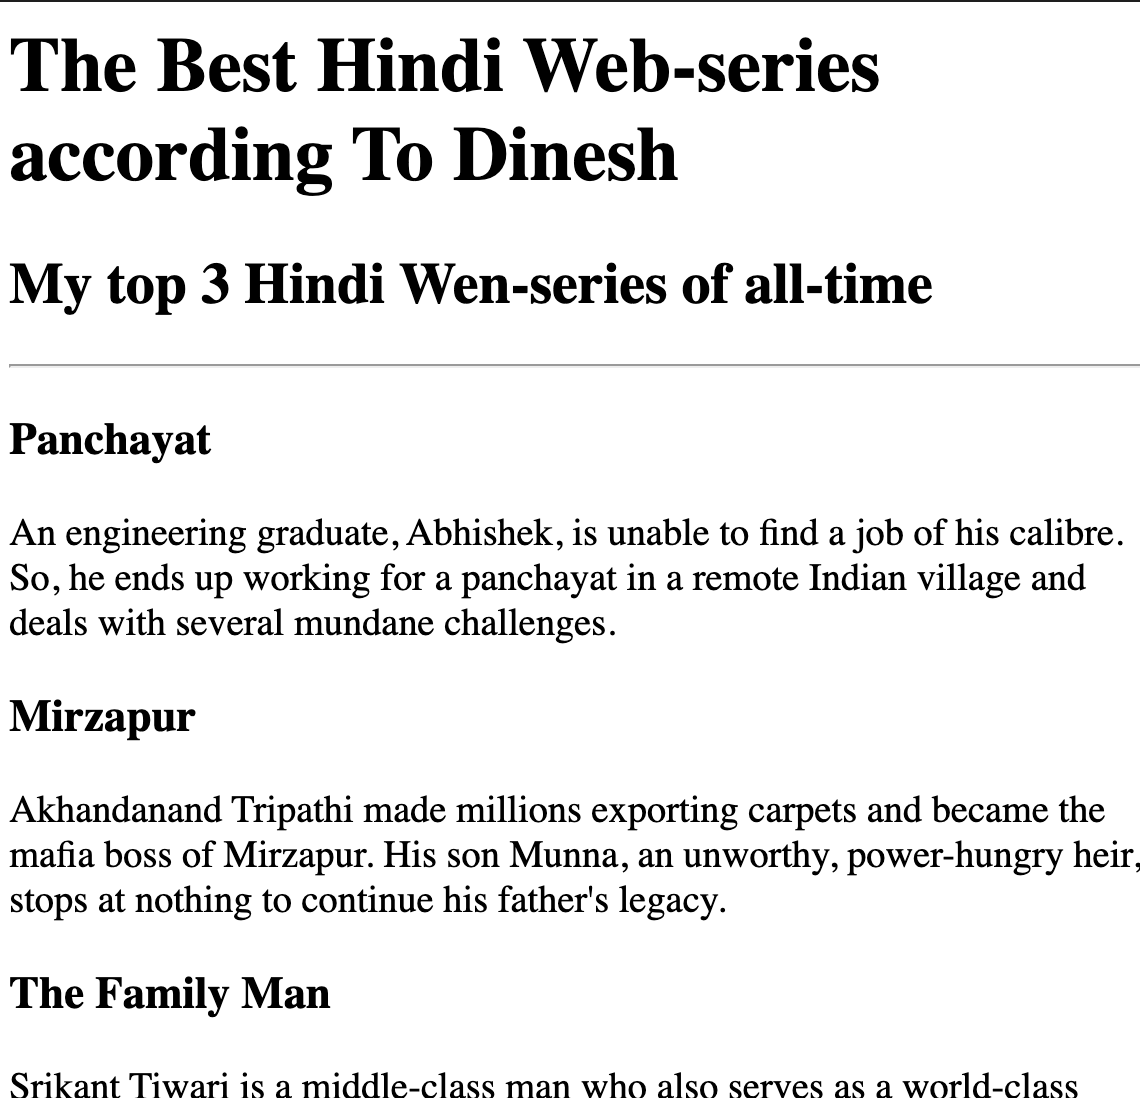 The Best Hindi Web-series
according To Dinesh
My top 3 Hindi Wen-series of all-time
Panchayat
An engineering graduate, Abhishek, is unable to find a job of his calibre.
So, he ends up working for a panchayat in a remote Indian village and
deals with several mundane challenges.
Mirzapur
Akhandanand Tripathi made millions exporting carpets and became the
mafia boss of Mirzapur. His son Munna, an unworthy, power-hungry heir,
stops at nothing to continue his father's legacy.
The Family Man
Srikant Tiwari is a middle-class man who also serves as a world-class